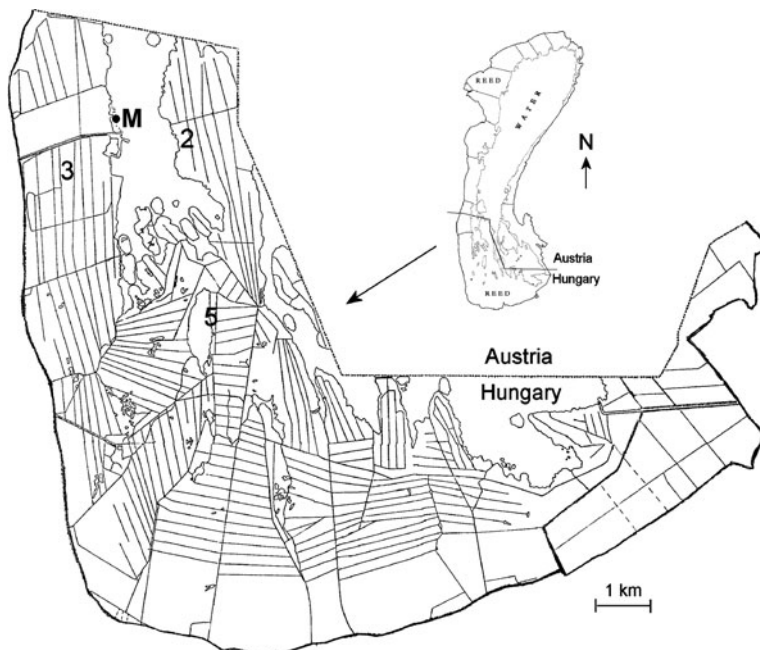 REED
WATER
N
M
2
3
Austria
Hungary
REED
5
Austria
Hungary
1 km